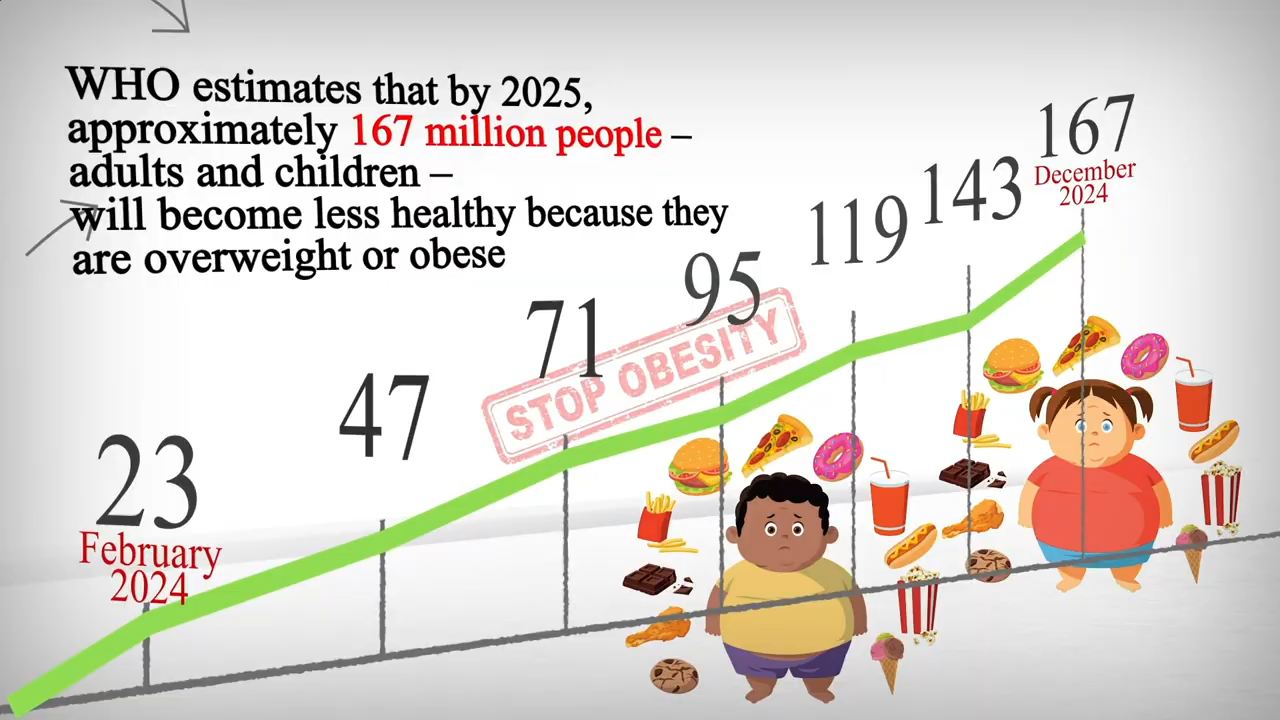 WHO estimates that by 2025,
approximately 167 million people –
adults and children –
will become less healthy because they
are overweight or obese
23
February
2024
47
71
STOP OBESITY
95
119
143
167
December
2024